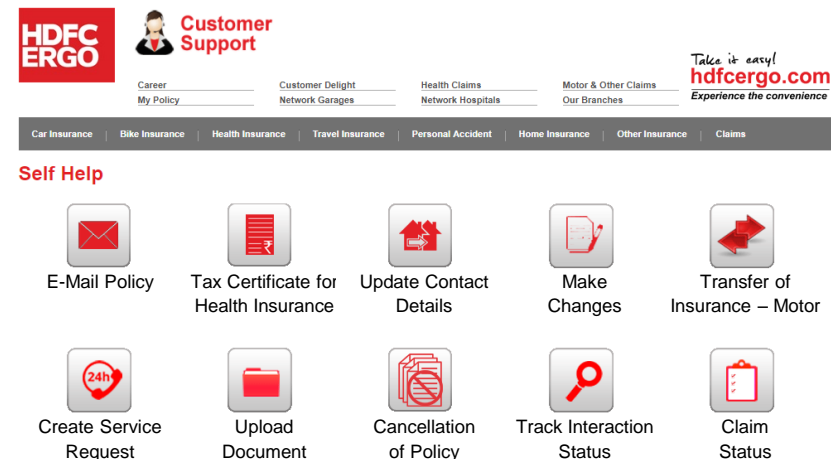 HDFC
ERGO
Customer
Support
Take it easy!
hdfcergo.com
Experience the convenience
Career
Customer Delight
Health Claims
Motor & Other Claims
My Policy
Network Garages
Network Hospitals
Our Branches
Car Insurance | Bike Insurance | Health Insurance | Travel Insurance | Personal Accident | Home Insurance | Other Insurance | Claims
Self Help
₹
E-Mail Policy
Tax Certificate for
Health Insurance
Update Contact
Details
Make
Changes
Transfer of
Insurance – Motor
24h
Create Service
Request
Upload
Document
Cancellation
of Policy
Track Interaction
Status
Claim
Status